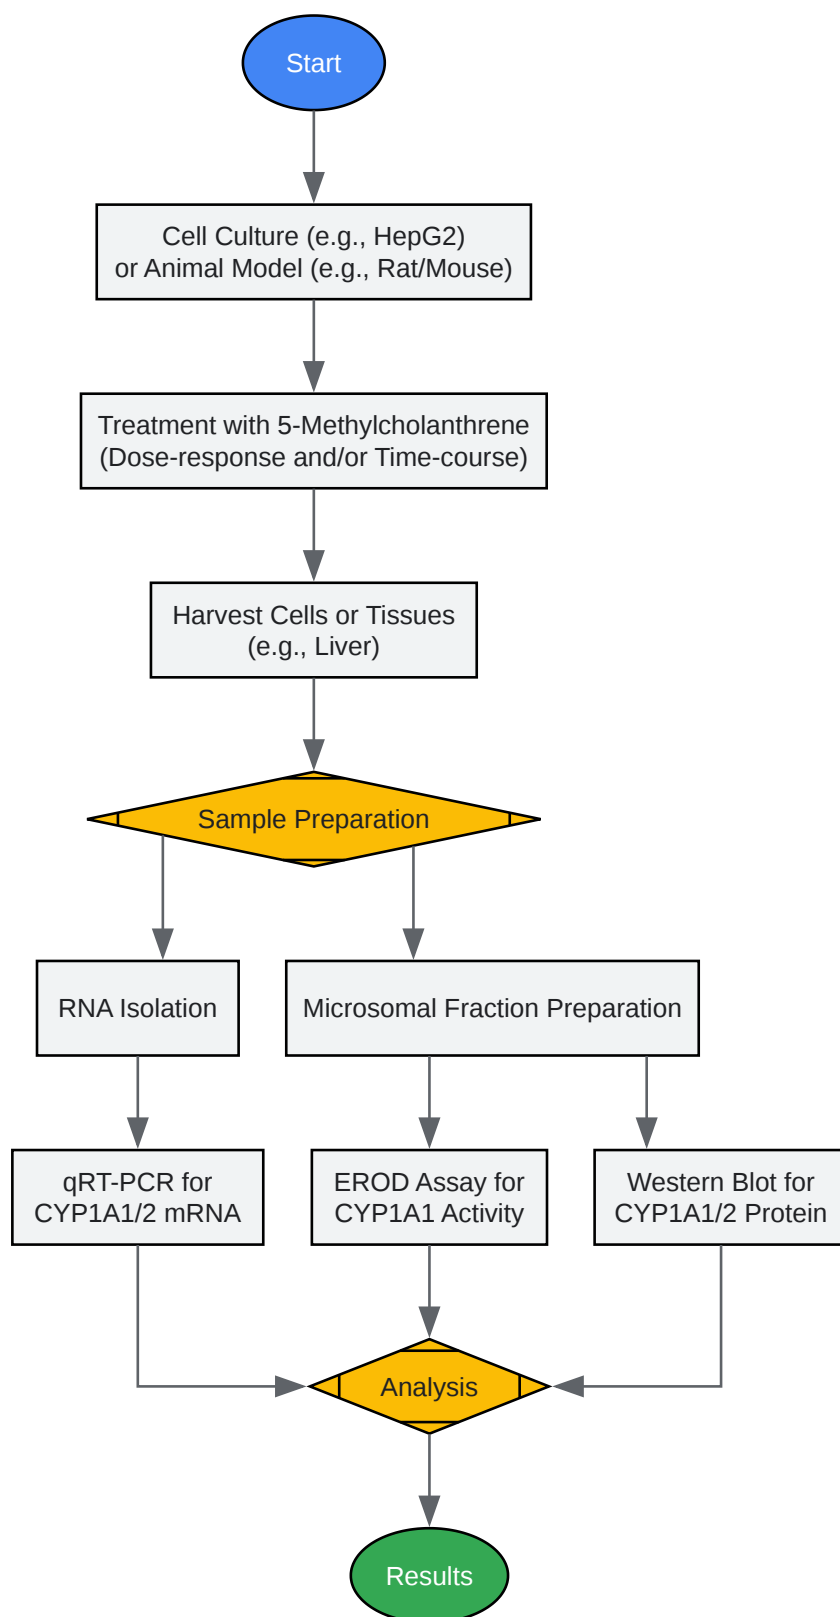 Start
Cell Culture (e.g., HepG2)
or Animal Model (e.g., Rat/Mouse)
Treatment with 5-Methylcholanthrene
(Dose-response and/or Time-course)
Harvest Cells or Tissues
(e.g., Liver)
Sample Preparation
RNA Isolation
Microsomal Fraction Preparation
qRT-PCR for
CYP1A1/2 mRNA
EROD Assay for
CYP1A1 Activity
Western Blot for
CYP1A1/2 Protein
Analysis
Results